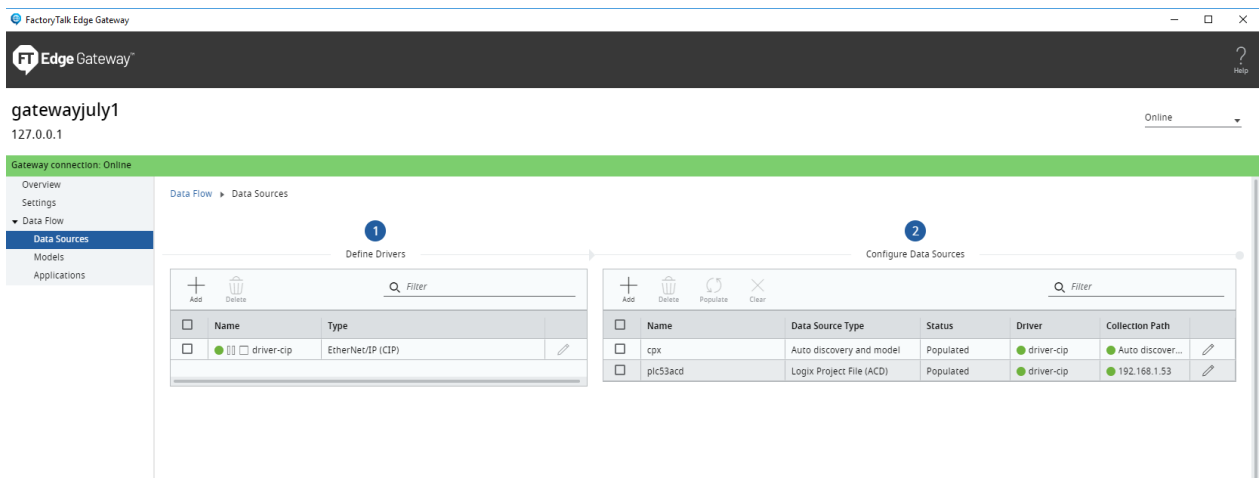 FactoryTalk Edge Gateway
FT Edge Gateway™
?
Help
gatewayjuly1
127.0.0.1
Online
Gateway connection: Online
Overview
Settings
Data Flow
Data Sources
Models
Applications
Data Flow Data Sources
1
Define Drivers
2
Configure Data Sources
Add Delete Filter
Name Type
driver-cip EtherNet/IP (CIP)
Add Delete Populate Clear Filter
Name Data Source Type Status Driver Collection Path
cpx Auto discovery and model Populated driver-cip Auto discover...
plc53acd Logix Project File (ACD) Populated driver-cip 192.168.1.53